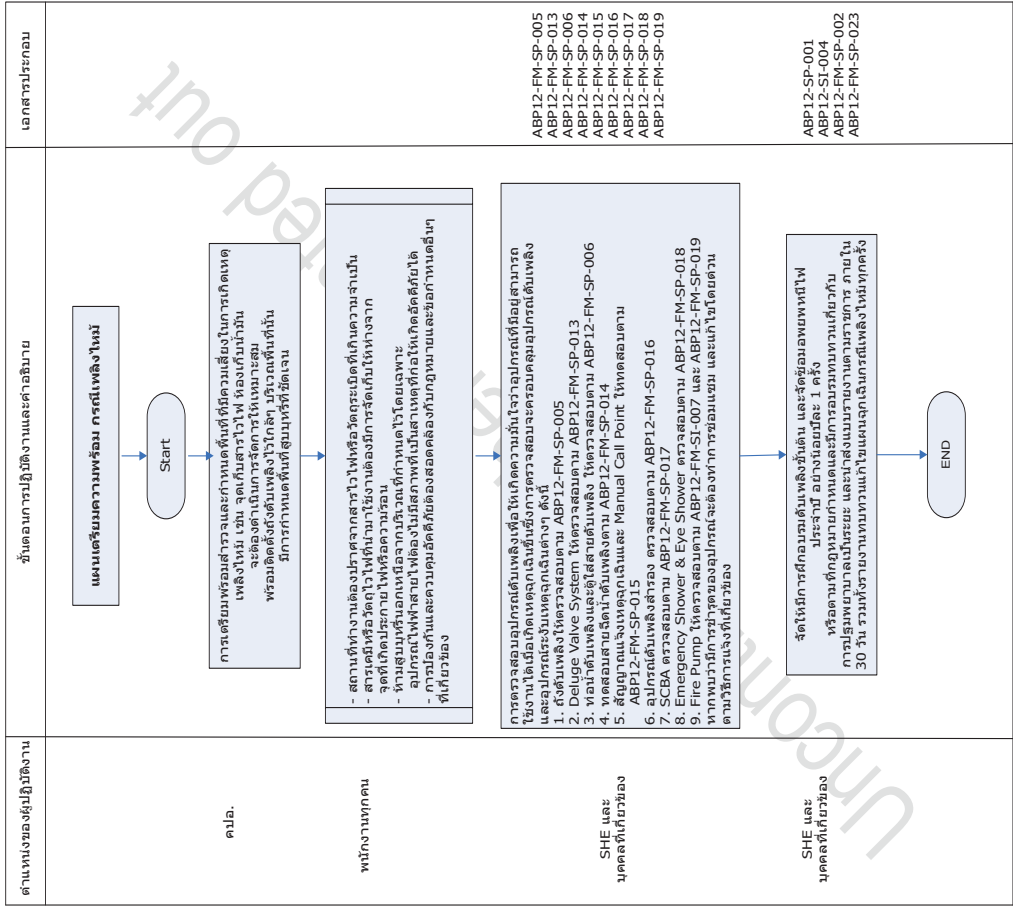 ตำแหน่งของผู้ปฏิบัติงาน
ขั้นตอนการปฏิบัติงานและคำอธิบาย
เอกสารประกอบ
แผนเตรียมความพร้อม กรณีเพลิงไหม้
Start
คปอ.
การเตรียมพร้อมสำรวจและกำหนดพื้นที่ที่มีความเสี่ยงในการเกิดเหตุ
เพลิงไหม้ เช่น จุดเก็บสารไวไฟ ห้องเก็บน้ำมัน
จะต้องดำเนินการจัดการให้เหมาะสม
พร้อมติดตั้งถังดับเพลิงไว้ใกล้ๆ บริเวณพื้นที่นั้น
มีการกำหนดพื้นที่สูบบุหรี่ที่ชัดเจน
พนักงานทุกคน
- สถานที่ทำงานต้องปราศจากสารไวไฟหรือวัตถุระเบิดที่เกินความจำเป็น
- สารเคมีหรือวัตถุไวไฟที่นำมาใช้งานต้องมีการจัดเก็บให้ห่างจาก
จุดที่เกิดประกายไฟหรือความร้อน
- ห้ามสูบบุหรี่นอกเหนือจากบริเวณที่กำหนดไว้โดยเฉพาะ
- อุปกรณ์ไฟฟ้าสายไฟต้องไม่มีสภาพที่เป็นสาเหตุที่ก่อให้เกิดอัคคีภัยได้
- การป้องกันและควบคุมอัคคีภัยต้องสอดคล้องกับกฎหมายและข้อกำหนดอื่นๆ
ที่เกี่ยวข้อง
SHE และ
บุคคลที่เกี่ยวข้อง
การตรวจสอบอุปกรณ์ดับเพลิงเพื่อให้เกิดความมั่นใจว่าอุปกรณ์ที่มีอยู่สามารถ
ใช้งานได้เมื่อเกิดเหตุฉุกเฉินขึ้นซึ่งการตรวจสอบจะครอบคลุมอุปกรณ์ดับเพลิง
และอุปกรณ์ระงับเหตุฉุกเฉินต่างๆ ดังนี้
1. ถังดับเพลิงให้ตรวจสอบตาม ABP12-FM-SP-005
2. Deluge Valve System ให้ตรวจสอบตาม ABP12-FM-SP-013
3. ท่อน้ำดับเพลิงและตู้ใส่สายดับเพลิง ให้ตรวจสอบตาม ABP12-FM-SP-006
4. ทดสอบสายฉีดน้ำดับเพลิงตาม ABP12-FM-SP-014
5. สัญญาณแจ้งเหตุฉุกเฉินและ Manual Call Point ให้ทดสอบตาม
ABP12-FM-SP-015
6. อุปกรณ์ดับเพลิงสำรอง ตรวจสอบตาม ABP12-FM-SP-016
7. SCBA ตรวจสอบตาม ABP12-FM-SP-017
8. Emergency Shower & Eye Shower ตรวจสอบตาม ABP12-FM-SP-018
9. Fire Pump ให้ตรวจสอบตาม ABP12-FM-SI-007 และ ABP12-FM-SP-019
หากพบว่ามีการชำรุดของอุปกรณ์จะต้องทำการซ่อมแซม และแก้ไขโดยด่วน
ตามวิธีการแจ้งที่เกี่ยวข้อง
ABP12-FM-SP-005
ABP12-FM-SP-013
ABP12-FM-SP-006
ABP12-FM-SP-014
ABP12-FM-SP-015
ABP12-FM-SP-016
ABP12-FM-SP-017
ABP12-FM-SP-018
ABP12-FM-SP-019
SHE และ
บุคคลที่เกี่ยวข้อง
จัดให้มีการฝึกอบรมดับเพลิงขั้นต้น และจัดซ้อมอพยพหนีไฟ
ประจำปี อย่างน้อยปีละ 1 ครั้ง
หรือตามที่กฎหมายกำหนดและมีการอบรมทบทวนเกี่ยวกับ
การปฐมพยาบาลเป็นระยะ และนำส่งแบบรายงานตามราชการ ภายใน
30 วัน รวมทั้งรายงานทบทวนแก้ไขแผนฉุกเฉินกรณีเพลิงไหม้ทุกครั้ง
ABP12-SP-001
ABP12-SI-004
ABP12-FM-SP-002
ABP12-FM-SP-023
END